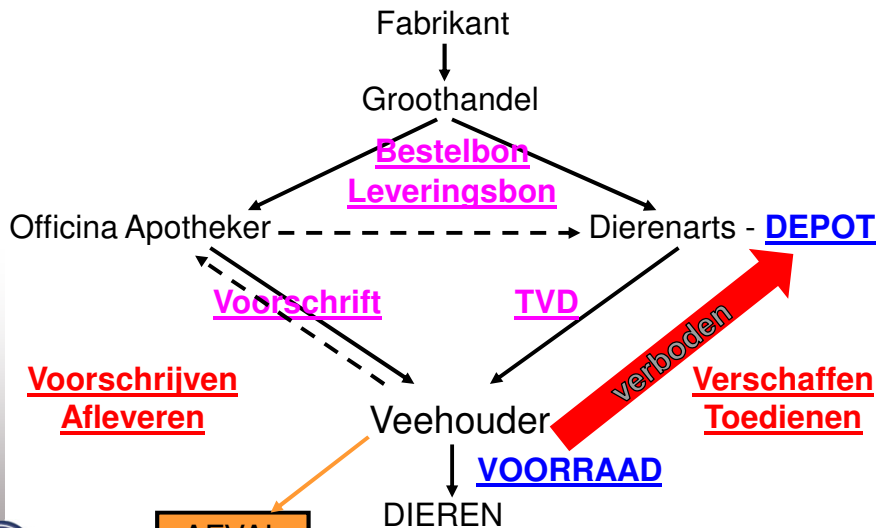 Fabrikant
Groothandel
Bestelbon
Leveringsbon
Officina Apotheker
Dierenarts - DEPOT
Voorschrift
TVD
verboden
Voorschrijven
Afleveren
Verschaffen
Toedienen
Veehouder
VOORRAAD
DIEREN